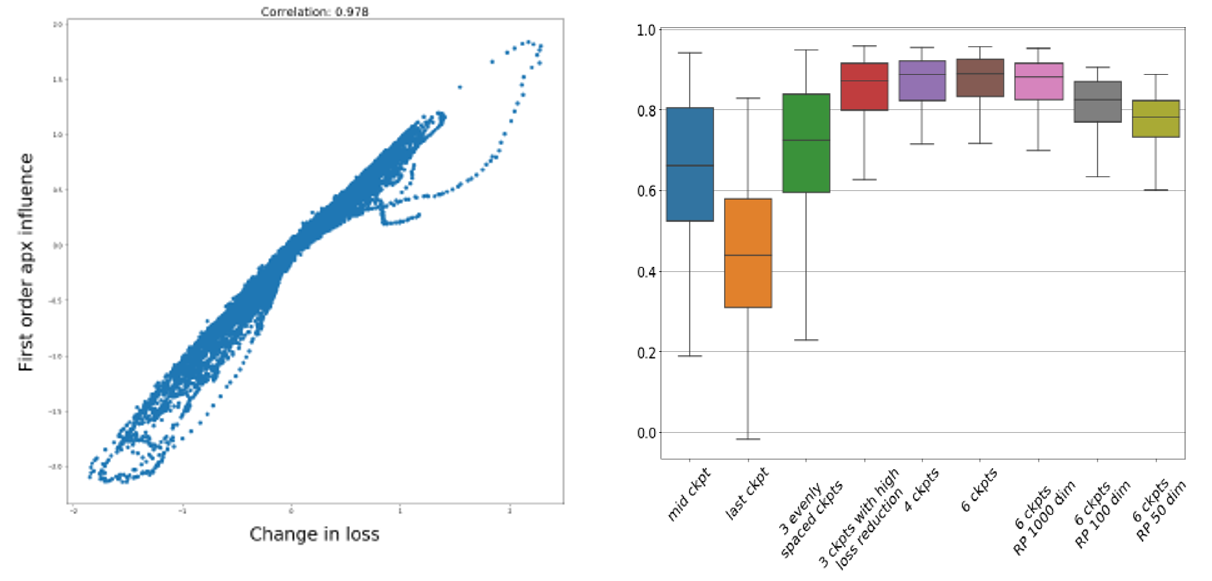 Correlation: 0.978
2.0
1.5
1.0
0.5
0.0
-1.0
-1.5
-2.0
-2
-1
0
1
2
First order apx influence
Change in loss
1.0
0.8
0.6
0.4
0.2
0.0
mid ckpt
last ckpt
3 evenly
spaced ckpts
3 ckpts with high
loss reduction
4 ckpts
6 ckpts
6 ckpts
RP 1000 dim
6 ckpts
RP 100 dim
6 ckpts
RP 50 dim